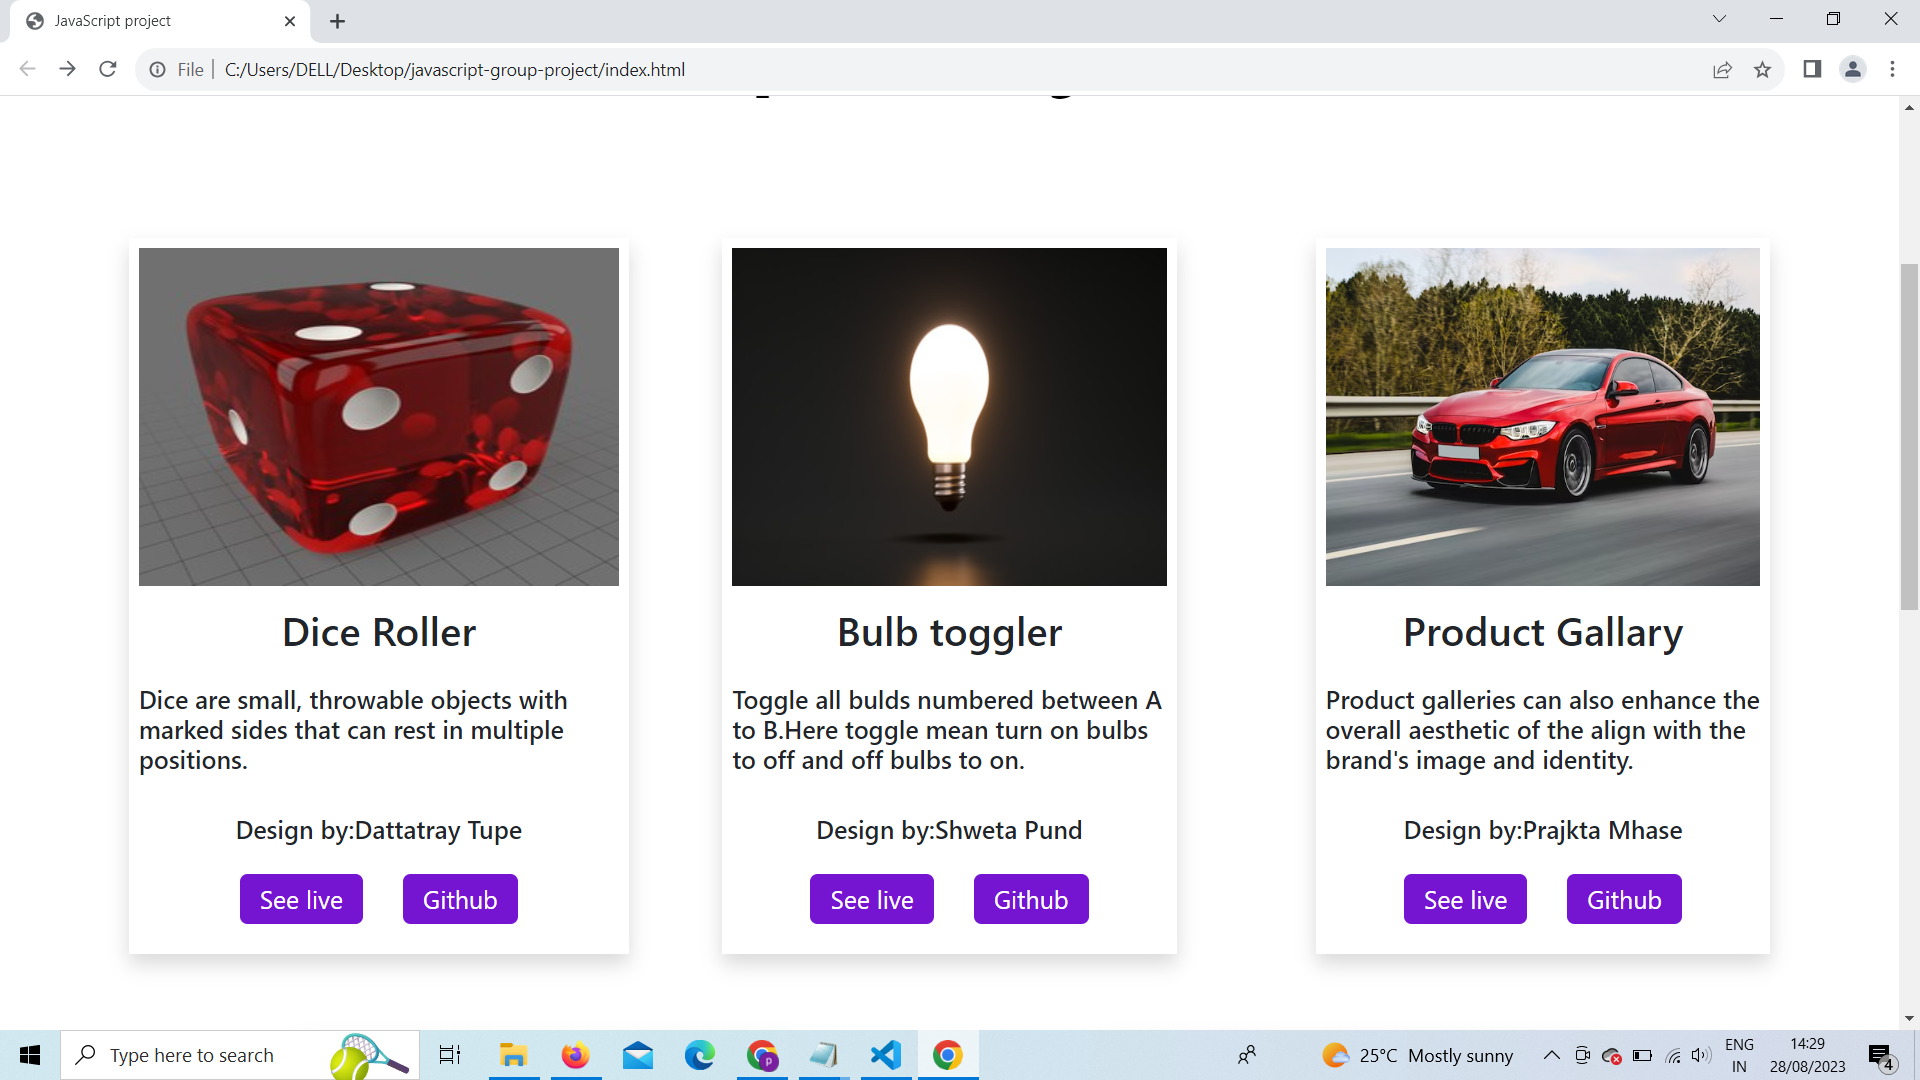 JavaScript project
File
C:/Users/DELL/Desktop/javascript-group-project/index.html
Dice Roller
Dice are small, throwable objects with
marked sides that can rest in multiple
positions.
Design by:Dattatray Tupe
See live
Github
Bulb toggler
Toggle all bulds numbered between A
to B.Here toggle mean turn on bulbs
to off and off bulbs to on.
Design by:Shweta Pund
See live
Github
Product Gallary
Product galleries can also enhance the
overall aesthetic of the align with the
brand's image and identity.
Design by:Prajkta Mhase
See live
Github
Type here to search
25°C Mostly sunny
ENG
IN
14:29
28/08/2023
4